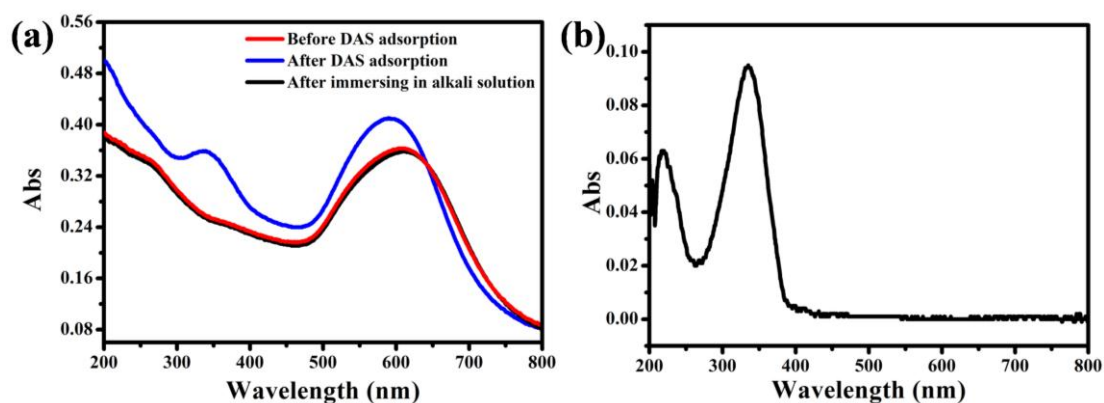 (a)
Before DAS adsorption
After DAS adsorption
After immersing in alkali solution
Abs
0.56
0.48
0.40
0.32
0.24
0.16
0.08
200 300 400 500 600 700 800
Wavelength (nm)
(b)
Abs
0.10
0.08
0.06
0.04
0.02
0.00
200 300 400 500 600 700 800
Wavelength (nm)